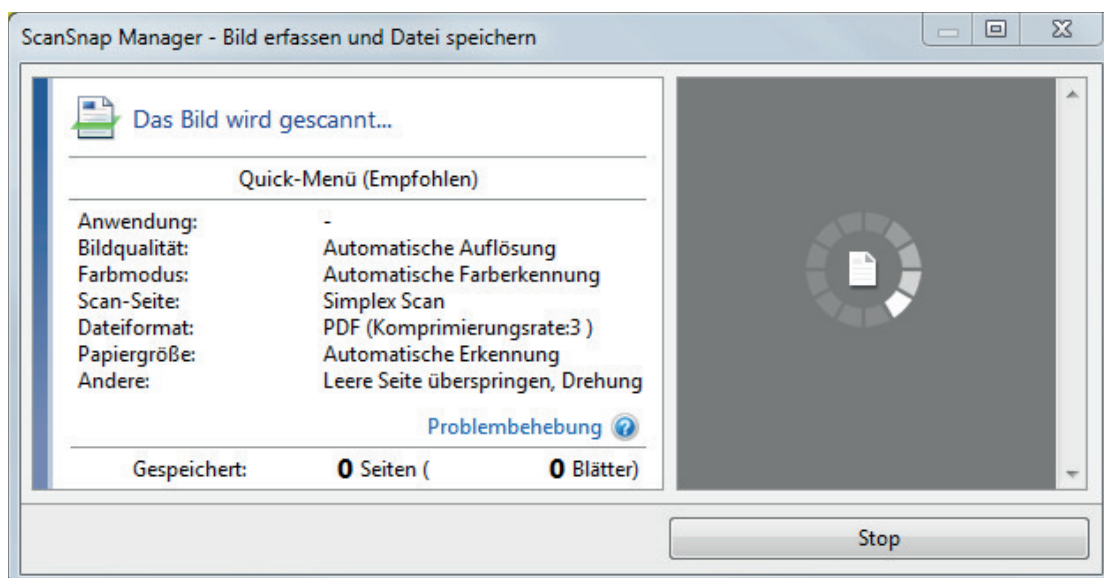 ScanSnap Manager - Bild erfassen und Datei speichern
Das Bild wird gescannt...
Quick-Menü (Empfohlen)
Anwendung: -
Bildqualität: Automatische Auflösung
Farbmodus: Automatische Farberkennung
Scan-Seite: Simplex Scan
Dateiformat: PDF (Komprimierungsrate:3 )
Papiergröße: Automatische Erkennung
Andere: Leere Seite überspringen, Drehung
Problembehebung ?
Gespeichert: 0 Seiten ( 0 Blätter)
Stop